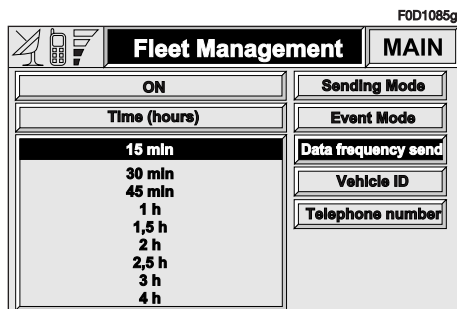 F0D1085g
Fleet Management
MAIN
ON
Time (hours)
15 min
30 min
45 min
1 h
1,5 h
2 h
2,5 h
3 h
4 h
Sending Mode
Event Mode
Data frequency send
Vehicle ID
Telephone number